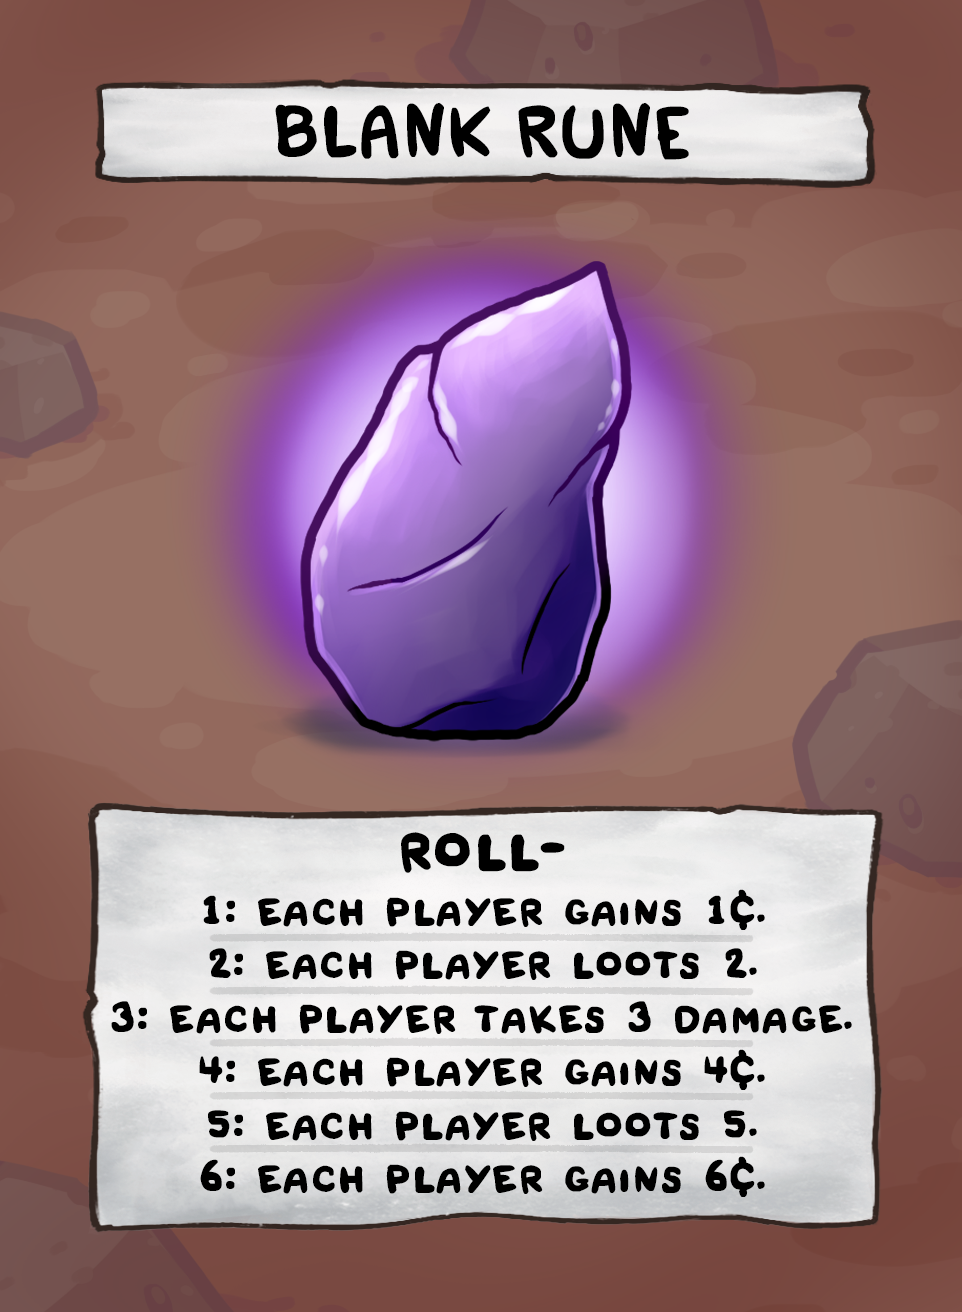 BLANK RUNE
ROLL-
1: EACH PLAYER GAINS 1¢.
2: EACH PLAYER LOOTS 2.
3: EACH PLAYER TAKES 3 DAMAGE.
4: EACH PLAYER GAINS 4¢.
5: EACH PLAYER LOOTS 5.
6: EACH PLAYER GAINS 6¢.